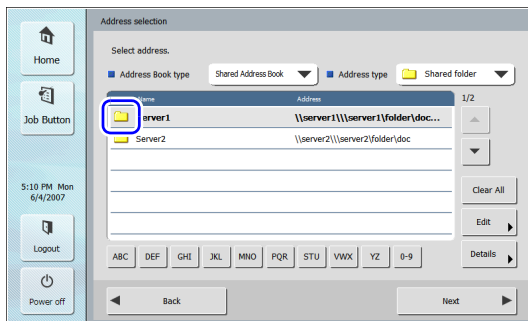 Address selection
Home
Select address.
Address Book type
Shared Address Book
Address type
Shared folder
Name
Address
1/2
Job Button
Server1
\\server1\\\server1\folder\doc...
Server2
\\server2\\\server2\folder\doc
5:10 PM Mon
6/4/2007
Clear All
Edit
Logout
ABC
DEF
GHI
JKL
MNO
PQR
STU
VWX
YZ
0-9
Details
Power off
Back
Next